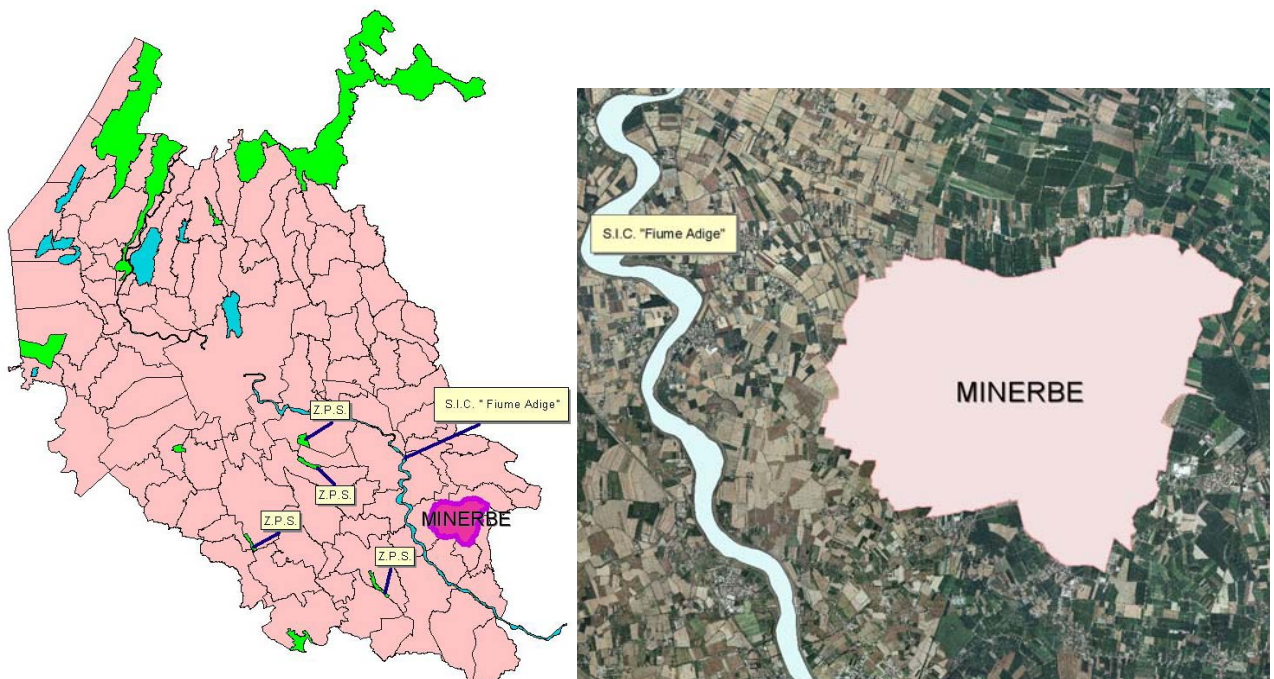 Z.P.S.
S.I.C. " Fiume Adige"
Z.P.S.
Z.P.S.
MINERBE
Z.P.S.
S.I.C. "Fiume Adige"
MINERBE